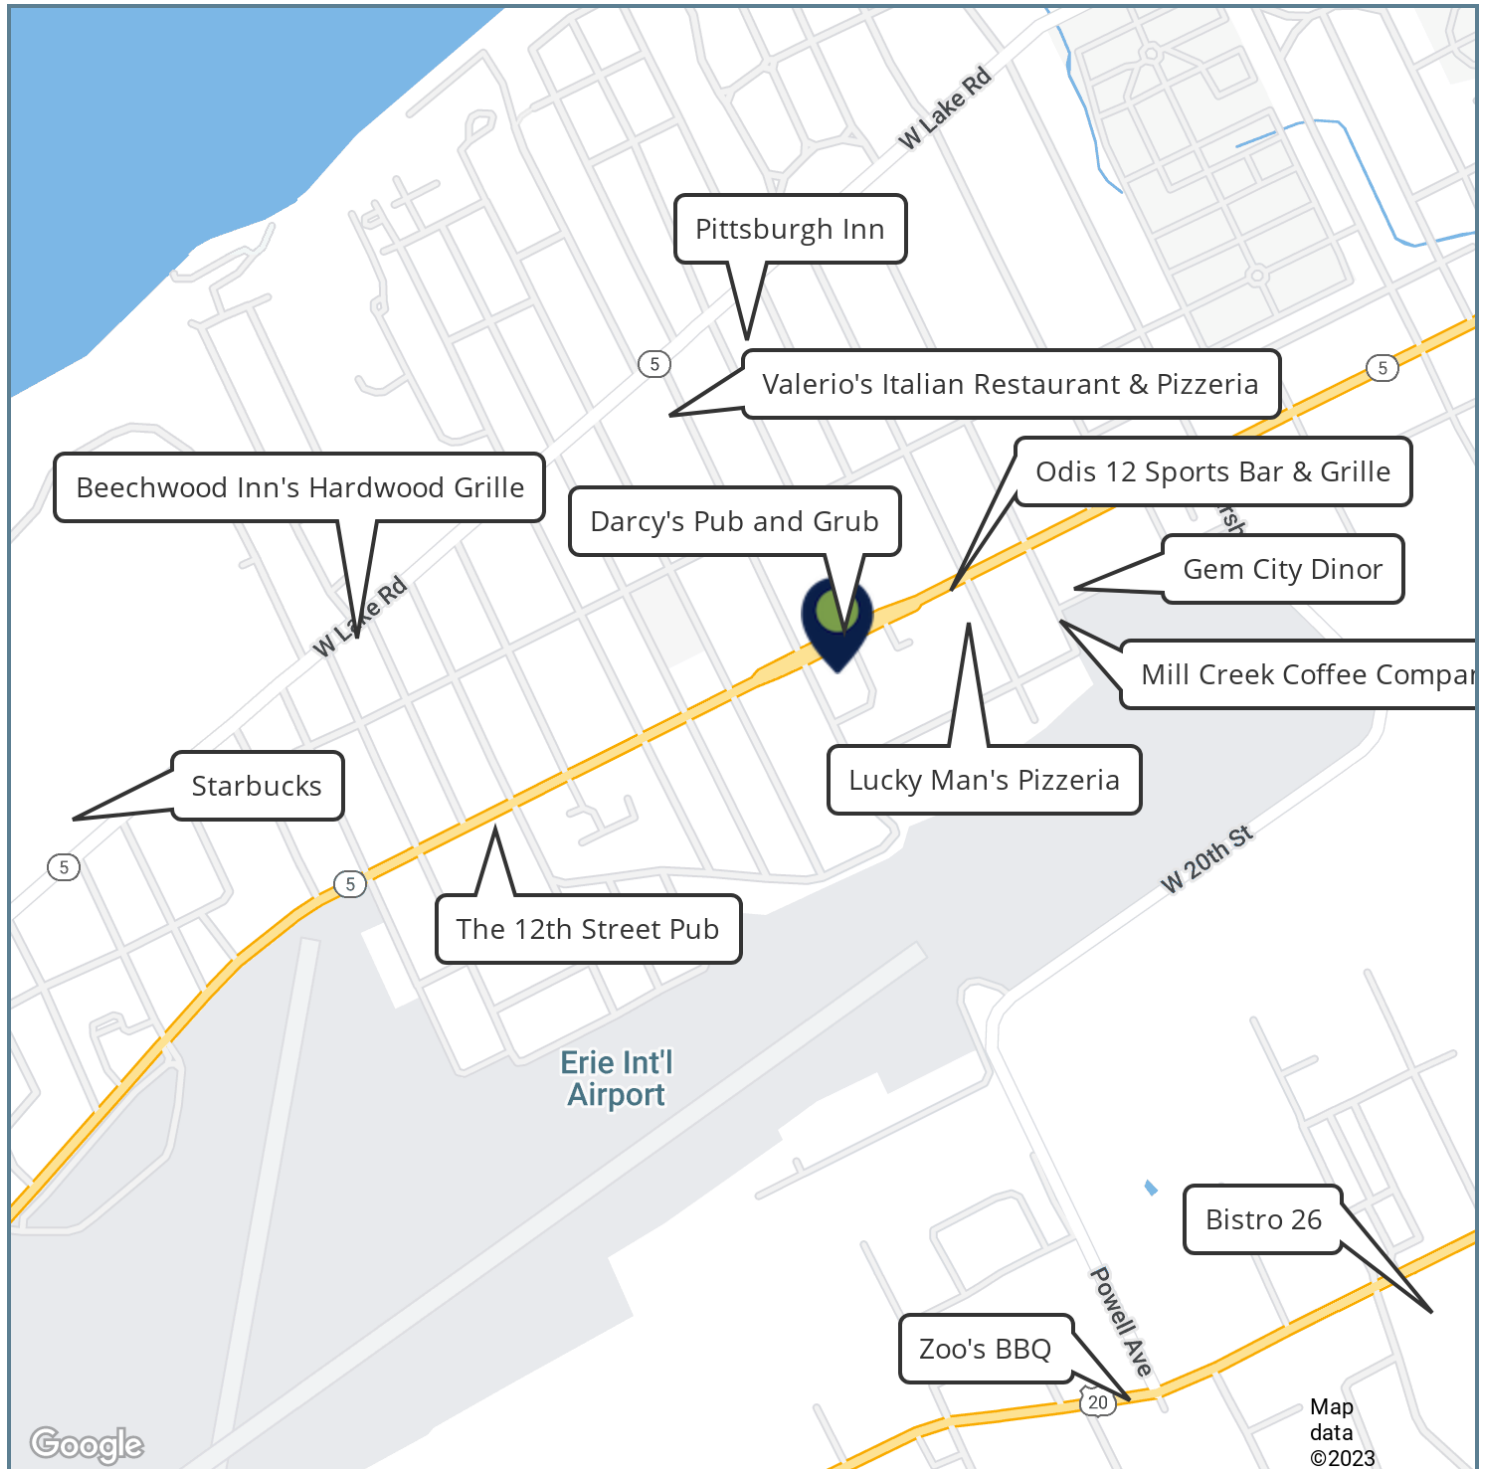 W Lake Rd
Pittsburgh Inn
5
5
Valerio's Italian Restaurant & Pizzeria
Odis 12 Sports Bar & Grille
Beechwood Inn's Hardwood Grille
Darcy's Pub and Grub
Gem City Dinor
W Lake Rd
Mill Creek Coffee
Lucky Man's Pizzeria
Starbucks
5
5
W 20th St
The 12th Street Pub
Erie Int'l
Airport
Bistro 26
Powell Ave
Zoo's BBQ
20
Map
data
©2023
Google